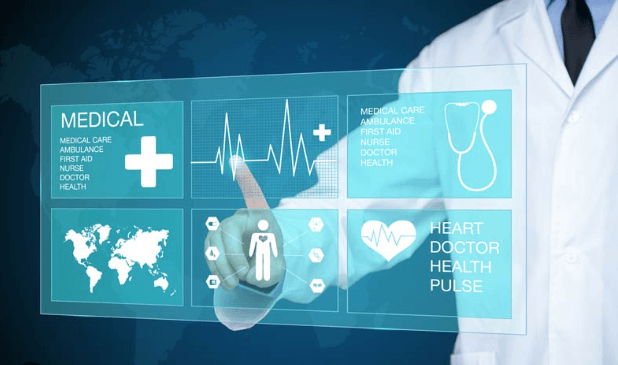 MEDICAL
MEDICAL CARE
AMBULANCE
FIRST AID
NURSE
DOCTOR
HEALTH
MEDICAL CARE
AMBULANCE
FIRST AID
NURSE
DOCTOR
HEALTH
HEART
DOCTOR
HEALTH
PULSE